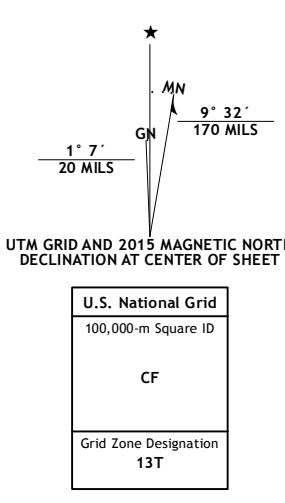 ★
MN
GN
9° 32´
170 MILS
1° 7´
20 MILS
UTM GRID AND 2015 MAGNETIC NORTH
DECLINATION AT CENTER OF SHEET
U.S. National Grid
100,000-m Square ID
CF
Grid Zone Designation
13T